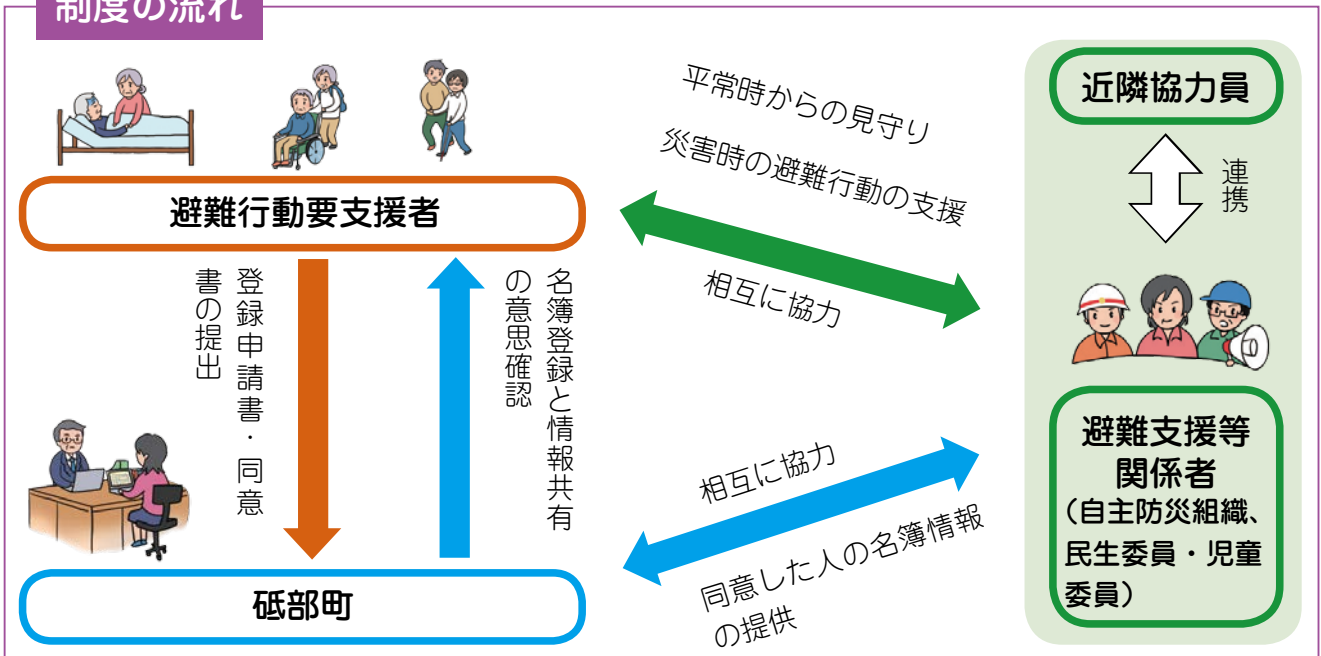 制度の流れ
避難行動要支援者
登録申請書・同意
書の提出
名簿登録と情報共有
の意思確認
砥部町
平常時からの見守り
災害時の避難行動の支援
相互に協力
相互に協力
同意した人の名簿情報
の提供
近隣協力員
連携
避難支援等
関係者
（自主防災組織、
民生委員・児童
委員）